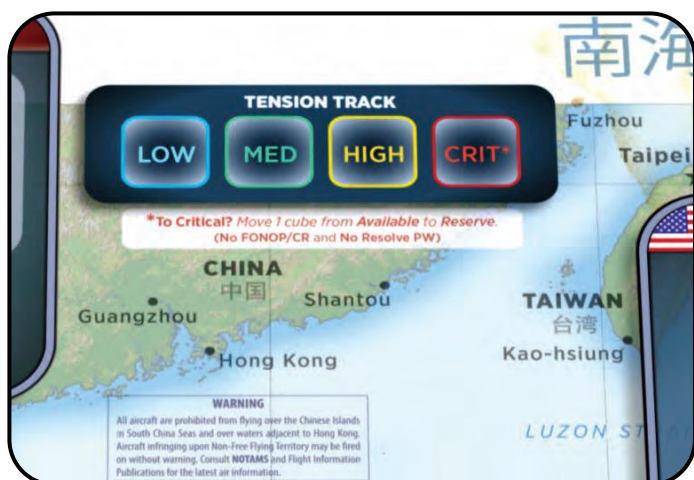 南海
TENSION TRACK
LOW MED HIGH CRIT*
Fuzhou
Taipei
*To Critical? Move 1 cube from Available to Reserve.
(No FONOP/CR and No Resolve PW)
CHINA
中国
Shantou
Guangzhou
TAIWAN
台湾
Hong Kong
Kao-hsiung
WARNING
All aircraft are prohibited from flying over the Chinese Islands
in South China Seas and over waters adjacent to Hong Kong.
Aircraft infringing upon Non-Free Flying Territory may be fired
on without warning. Consult NOTAMS and Flight Information
Publications for the latest air information.
LUZON